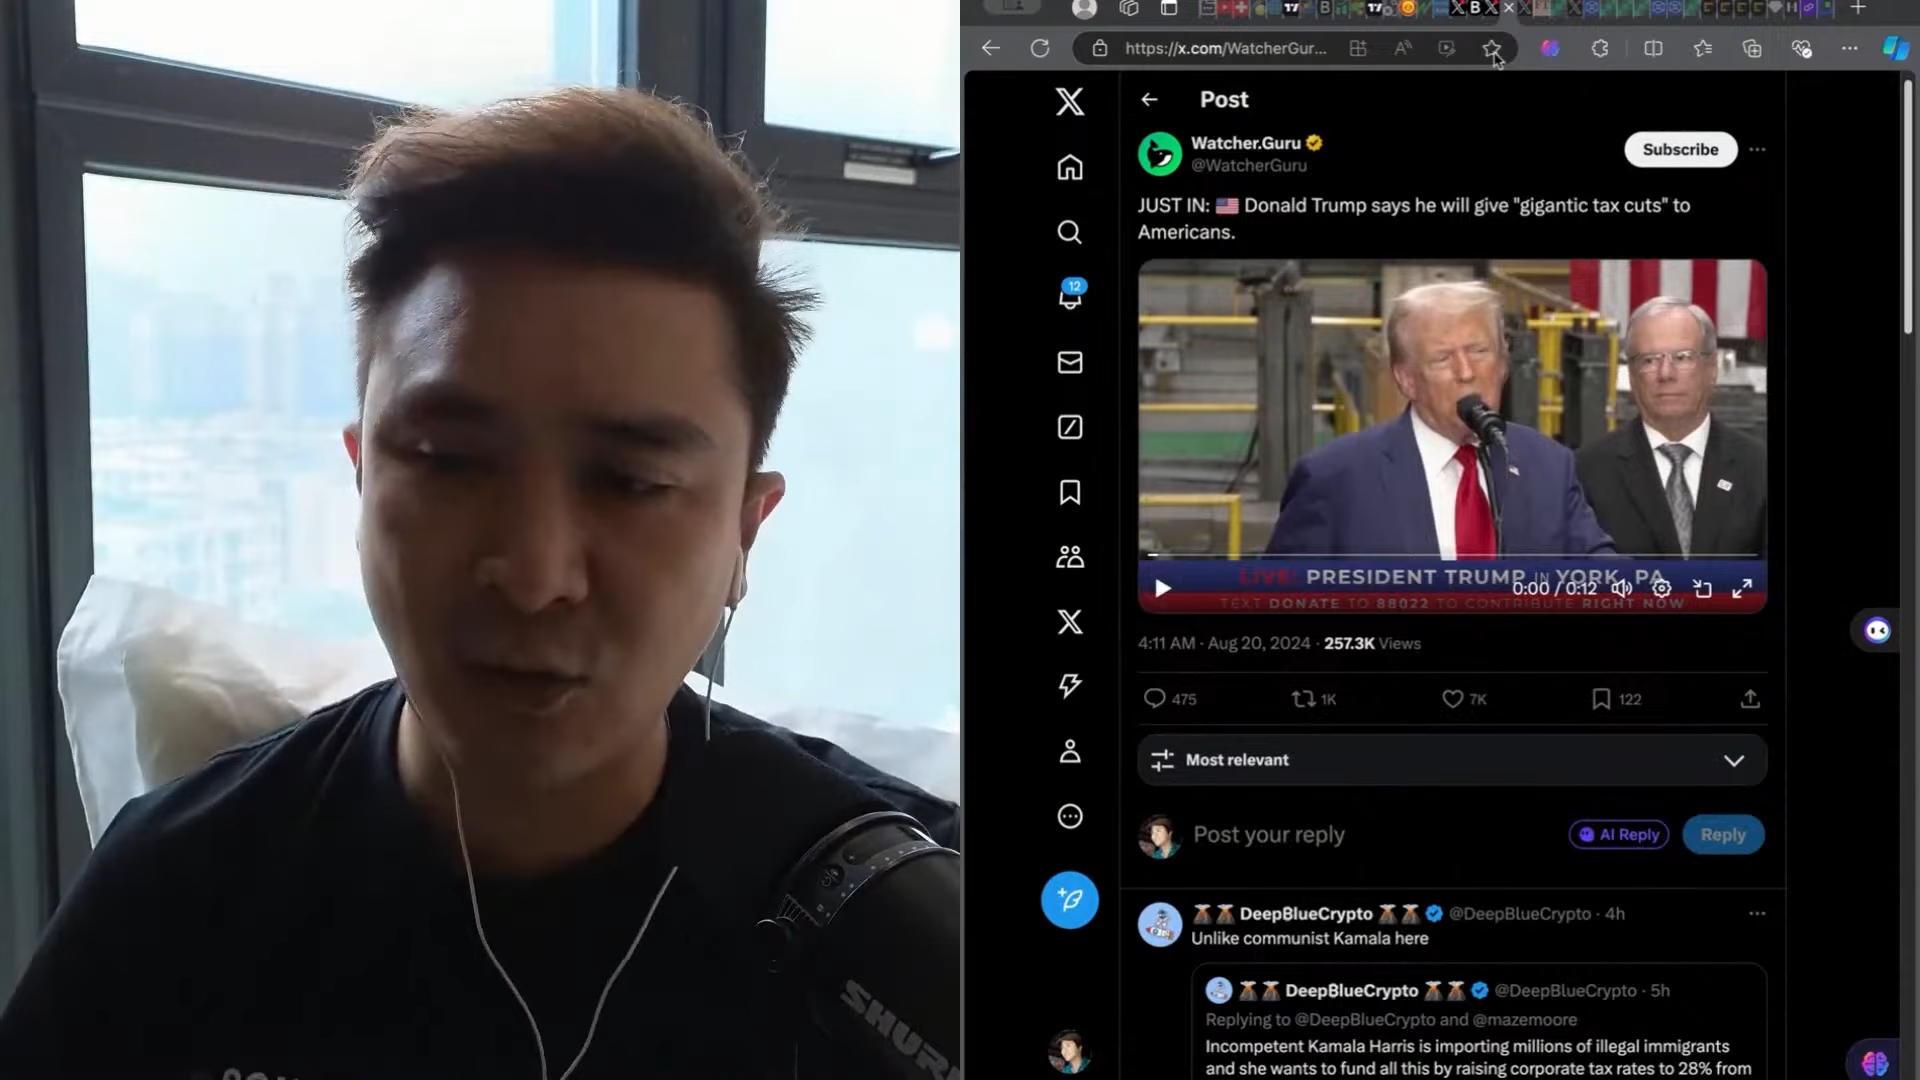 https://x.com/WatcherGur...
Post
Watcher.Guru
@WatcherGuru
Subscribe
JUST IN: 🇺🇸 Donald Trump says he will give "gigantic tax cuts" to
Americans.
12
LIVE: PRESIDENT TRUMP IN YORK, PA
0:00 / 0:12
TEXT DONATE TO 88022 TO CONTRIBUTE RIGHT NOW
4:11 AM · Aug 20, 2024 · 257.3K Views
475
1K
7K
122
Most relevant
Post your reply
AI Reply
Reply
🌋🌋 DeepBlueCrypto 🌋🌋 @DeepBlueCrypto · 4h
Unlike communist Kamala here
🌋🌋 DeepBlueCrypto 🌋🌋 @DeepBlueCrypto · 5h
Replying to @DeepBlueCrypto and @mazemoore
Incompetent Kamala Harris is importing millions of illegal immigrants
and she wants to fund all this by raising corporate tax rates to 28% from
SHURE